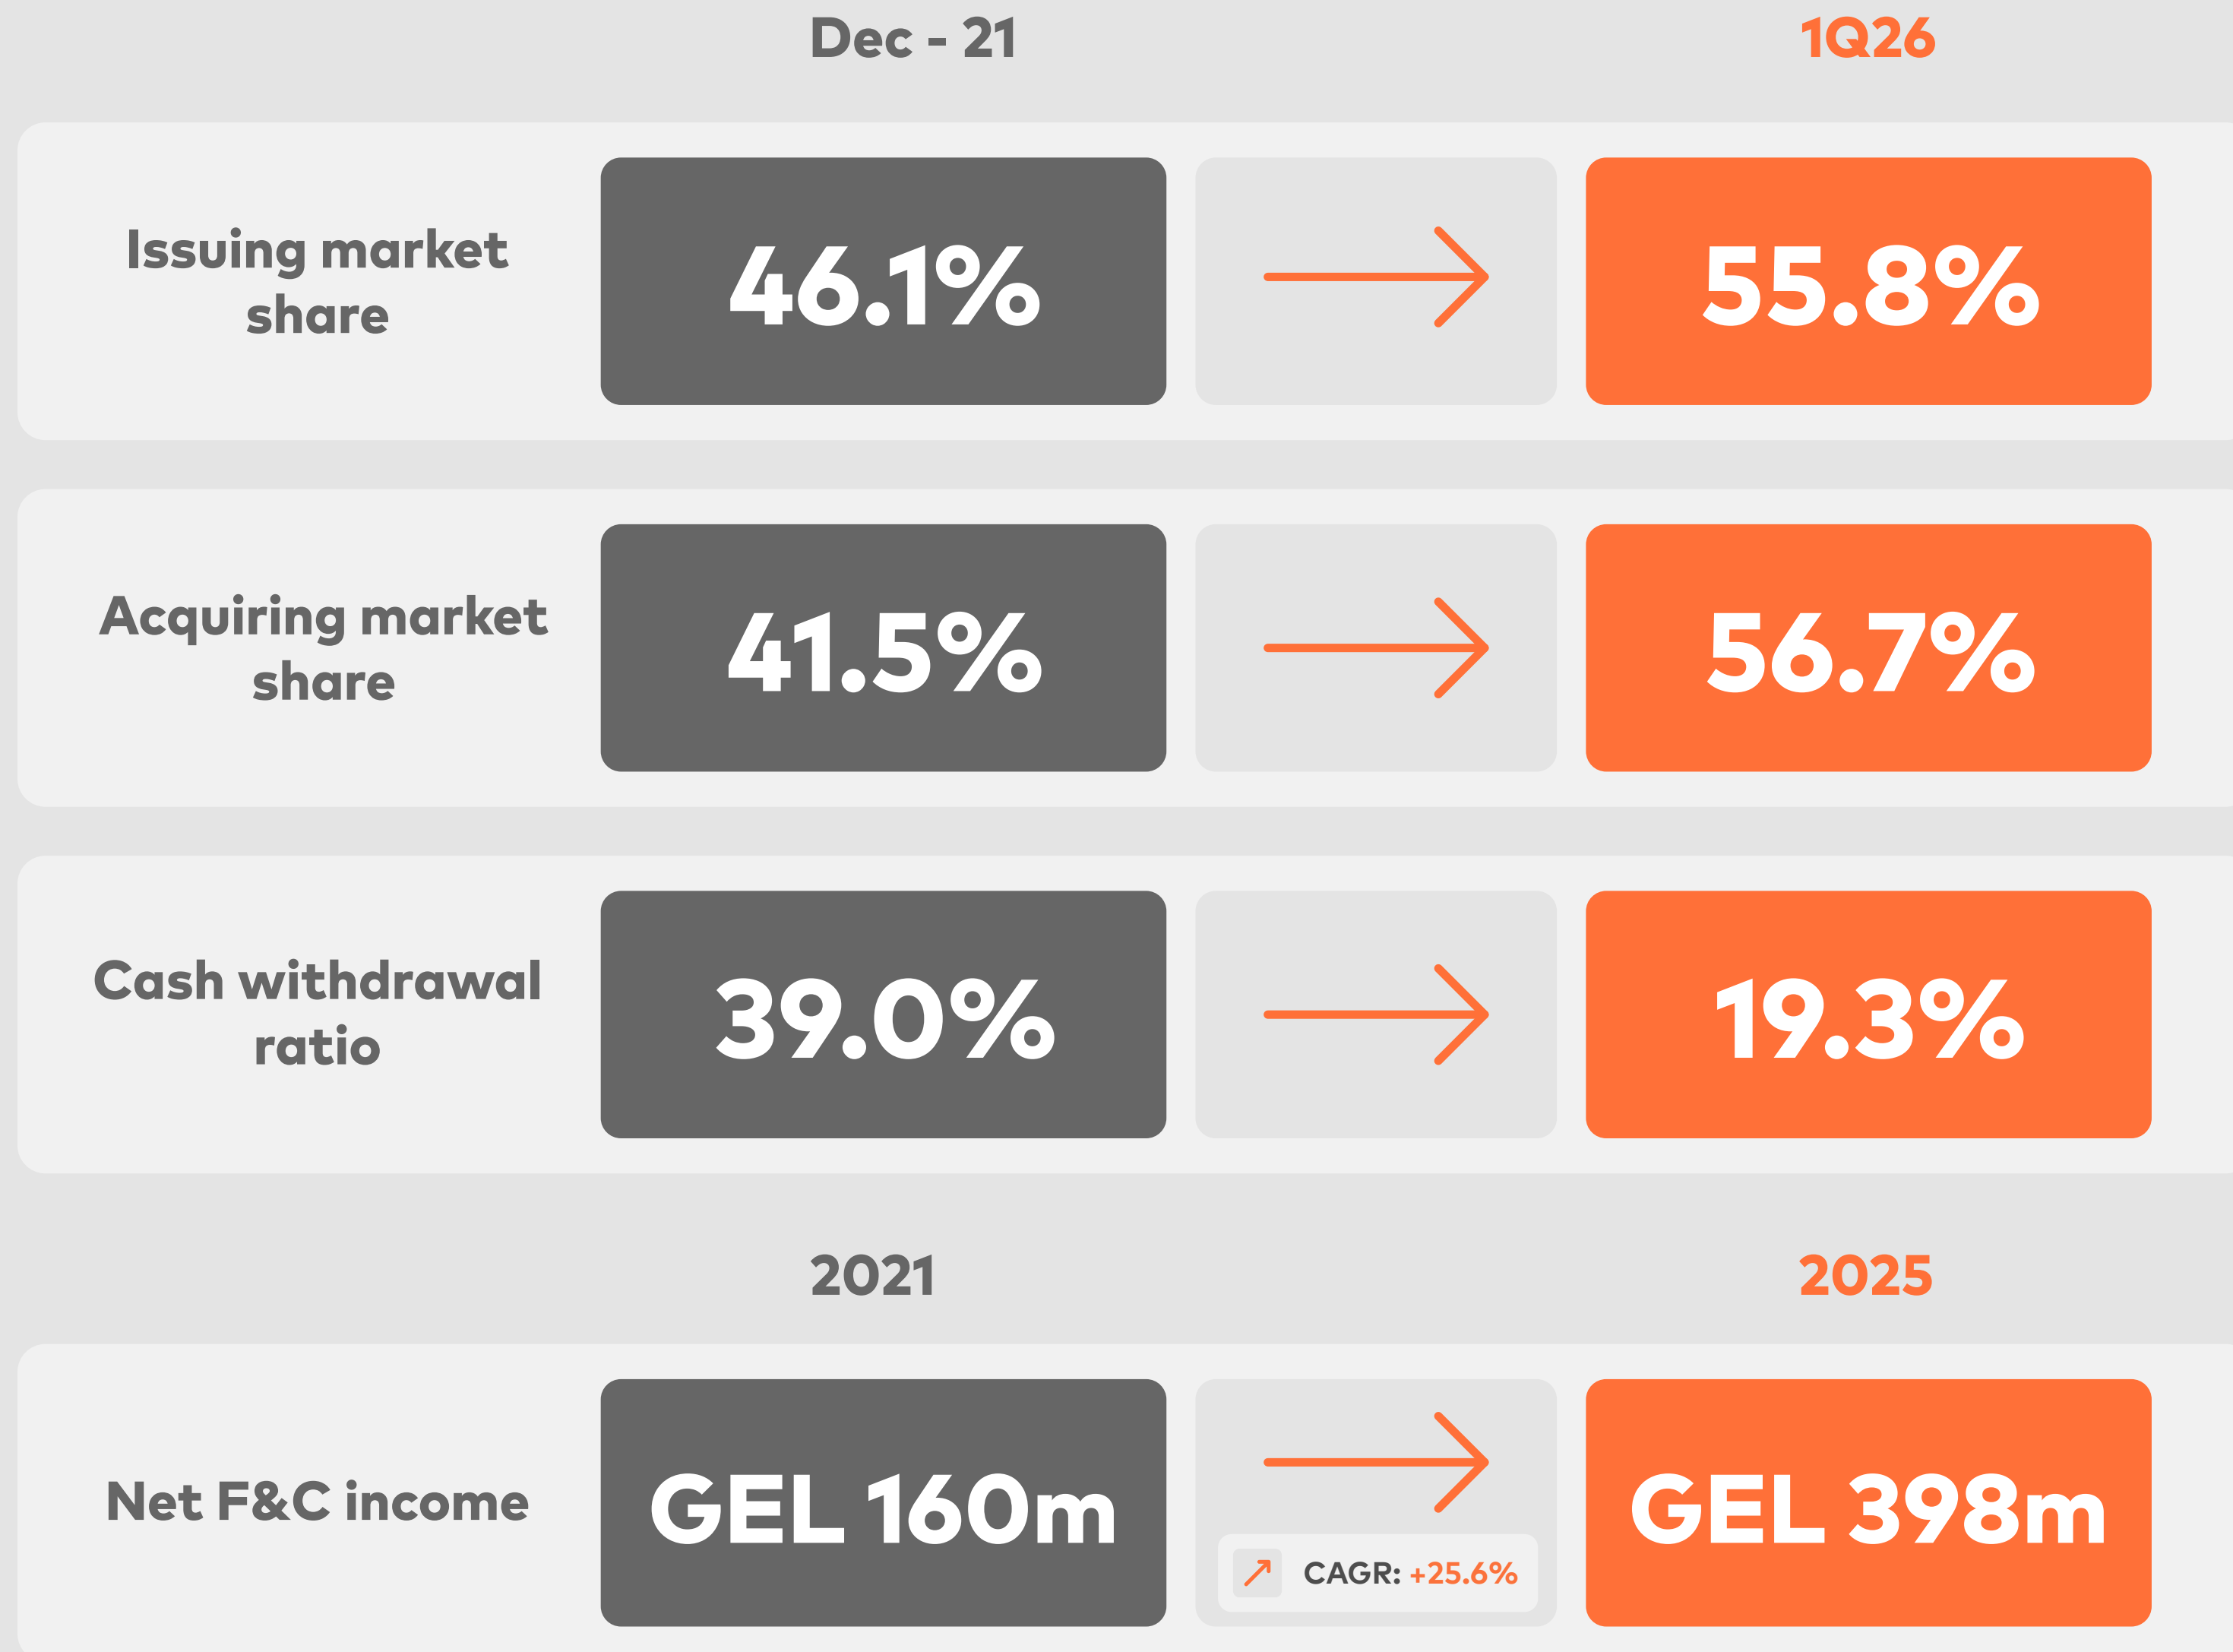 Dec - 21
1Q26
Issuing market
share
46.1%
55.8%
Acquiring market
share
41.5%
56.7%
Cash withdrawal
ratio
39.0%
19.3%
2021
2025
Net F&C income
GEL 160m
CAGR: +25.6%
GEL 398m